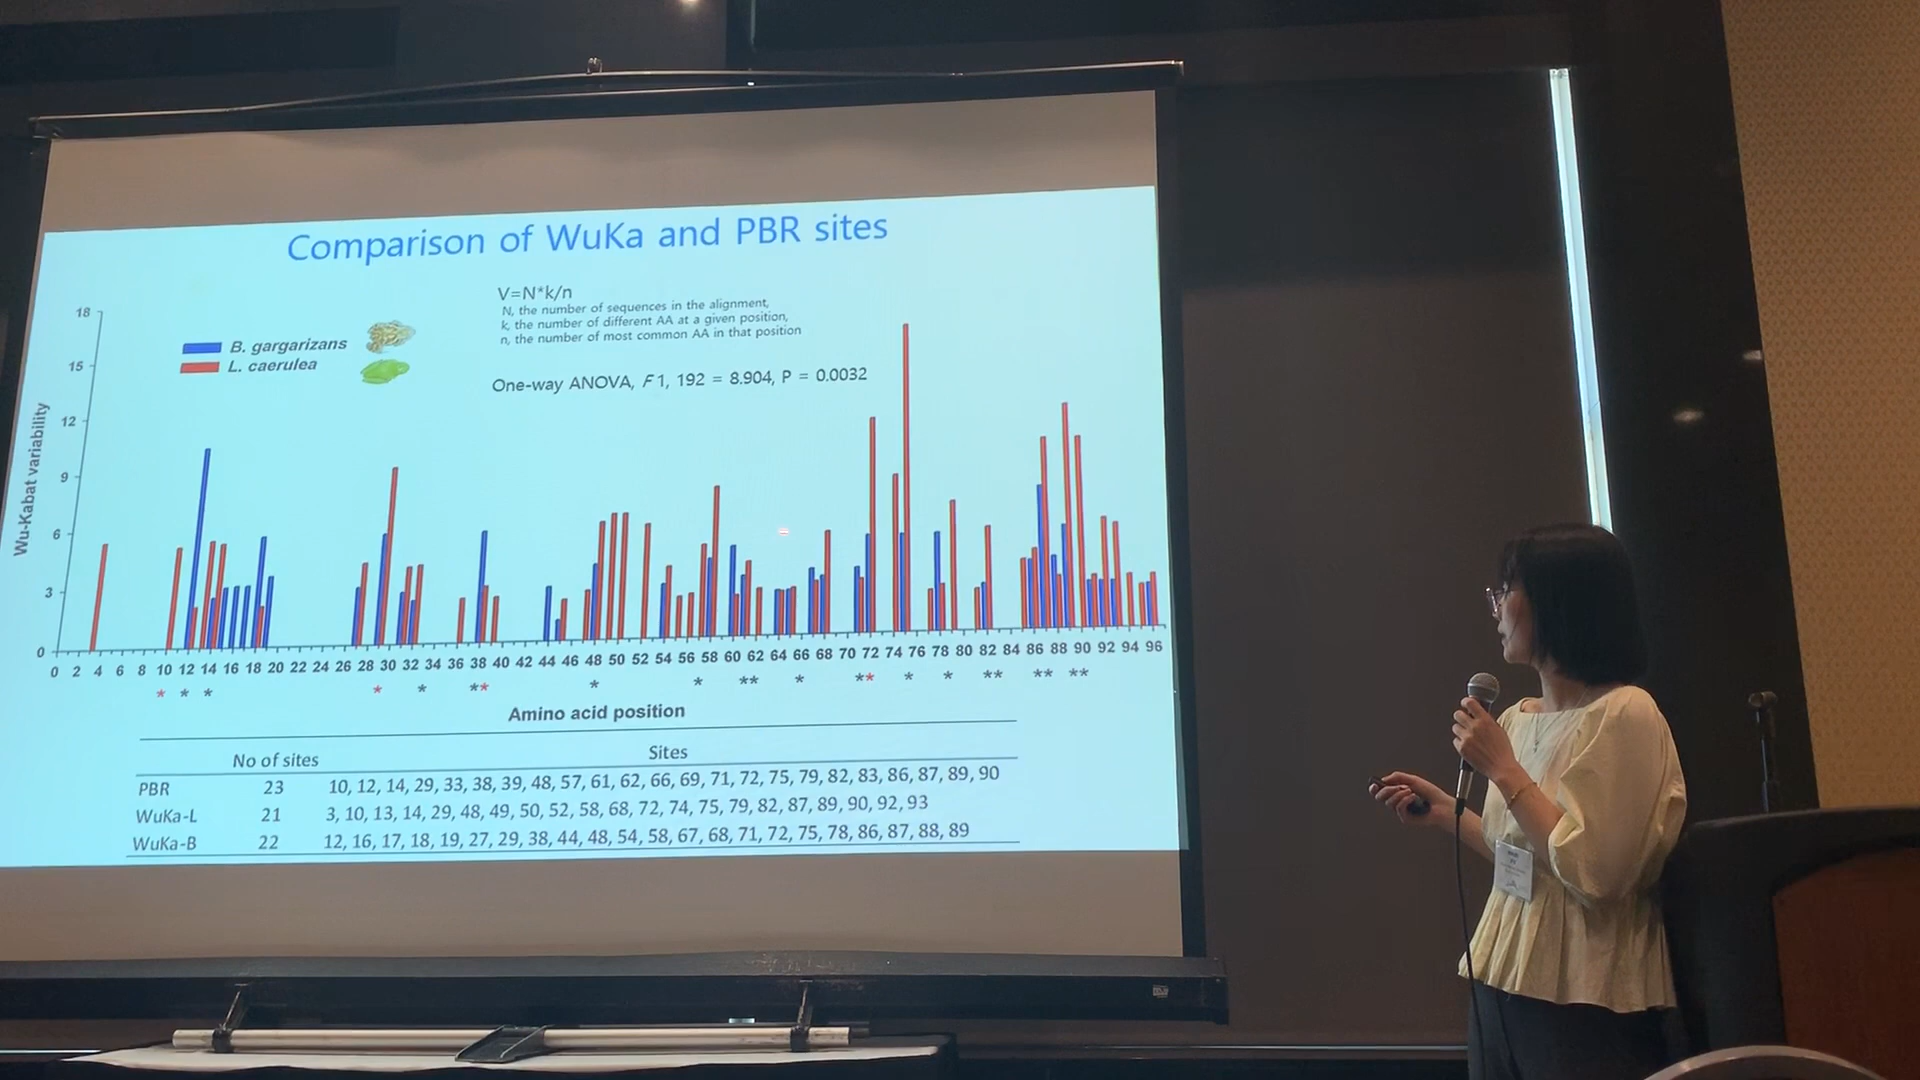 Comparison of WuKa and PBR sites
V=N*k/n
N, the number of sequences in the alignment,
k, the number of different AA at a given position,
n, the number of most common AA in that position
B. gargarizans
L. caerulea
One-way ANOVA, F 1, 192 = 8.904, P = 0.0032
Wu-Kabat variability
18
15
12
9
6
3
0
0 2 4 6 8 10 12 14 16 18 20 22 24 26 28 30 32 34 36 38 40 42 44 46 48 50 52 54 56 58 60 62 64 66 68 70 72 74 76 78 80 82 84 86 88 90 92 94 96
* * * * * ** * * ** * ** * * ** ** **
Amino acid position
No of sites Sites
PBR 23 10, 12, 14, 29, 33, 38, 39, 48, 57, 61, 62, 66, 69, 71, 72, 75, 79, 82, 83, 86, 87, 89, 90
WuKa-L 21 3, 10, 13, 14, 29, 48, 49, 50, 52, 58, 68, 72, 74, 75, 79, 82, 87, 89, 90, 92, 93
WuKa-B 22 12, 16, 17, 18, 19, 27, 29, 38, 44, 48, 54, 58, 67, 68, 71, 72, 75, 78, 86, 87, 88, 89